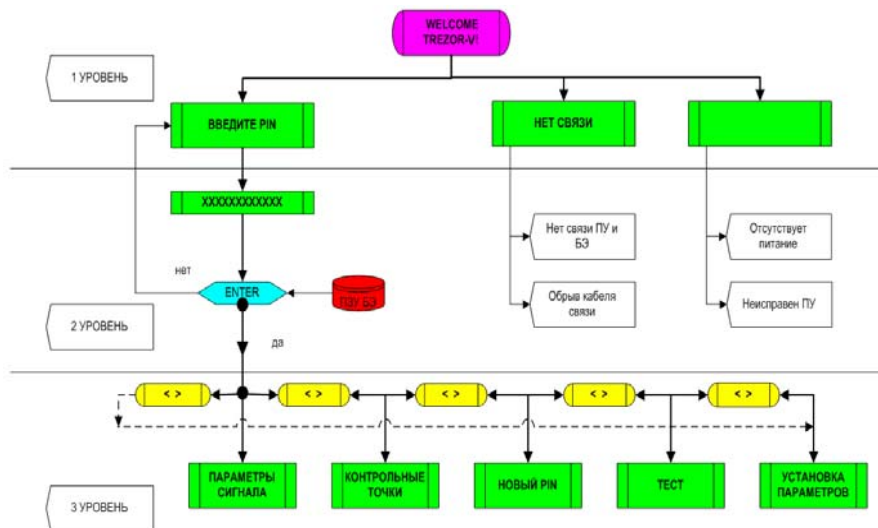 WELCOME
TREZOR-V!
1 УРОВЕНЬ
ВВЕДИТЕ PIN
НЕТ СВЯЗИ
XXXXXXXXXXXX
Нет связи ПУ и
БЭ
Отсутствует
питание
нет
ENTER
ПЗУ БЭ
Обрыв кабеля
связи
Неисправен ПУ
2 УРОВЕНЬ
да
< >
< >
< >
< >
< >
ПАРАМЕТРЫ
СИГНАЛА
КОНТРОЛЬНЫЕ
ТОЧКИ
НОВЫЙ PIN
ТЕСТ
УСТАНОВКА
ПАРАМЕТРОВ
3 УРОВЕНЬ